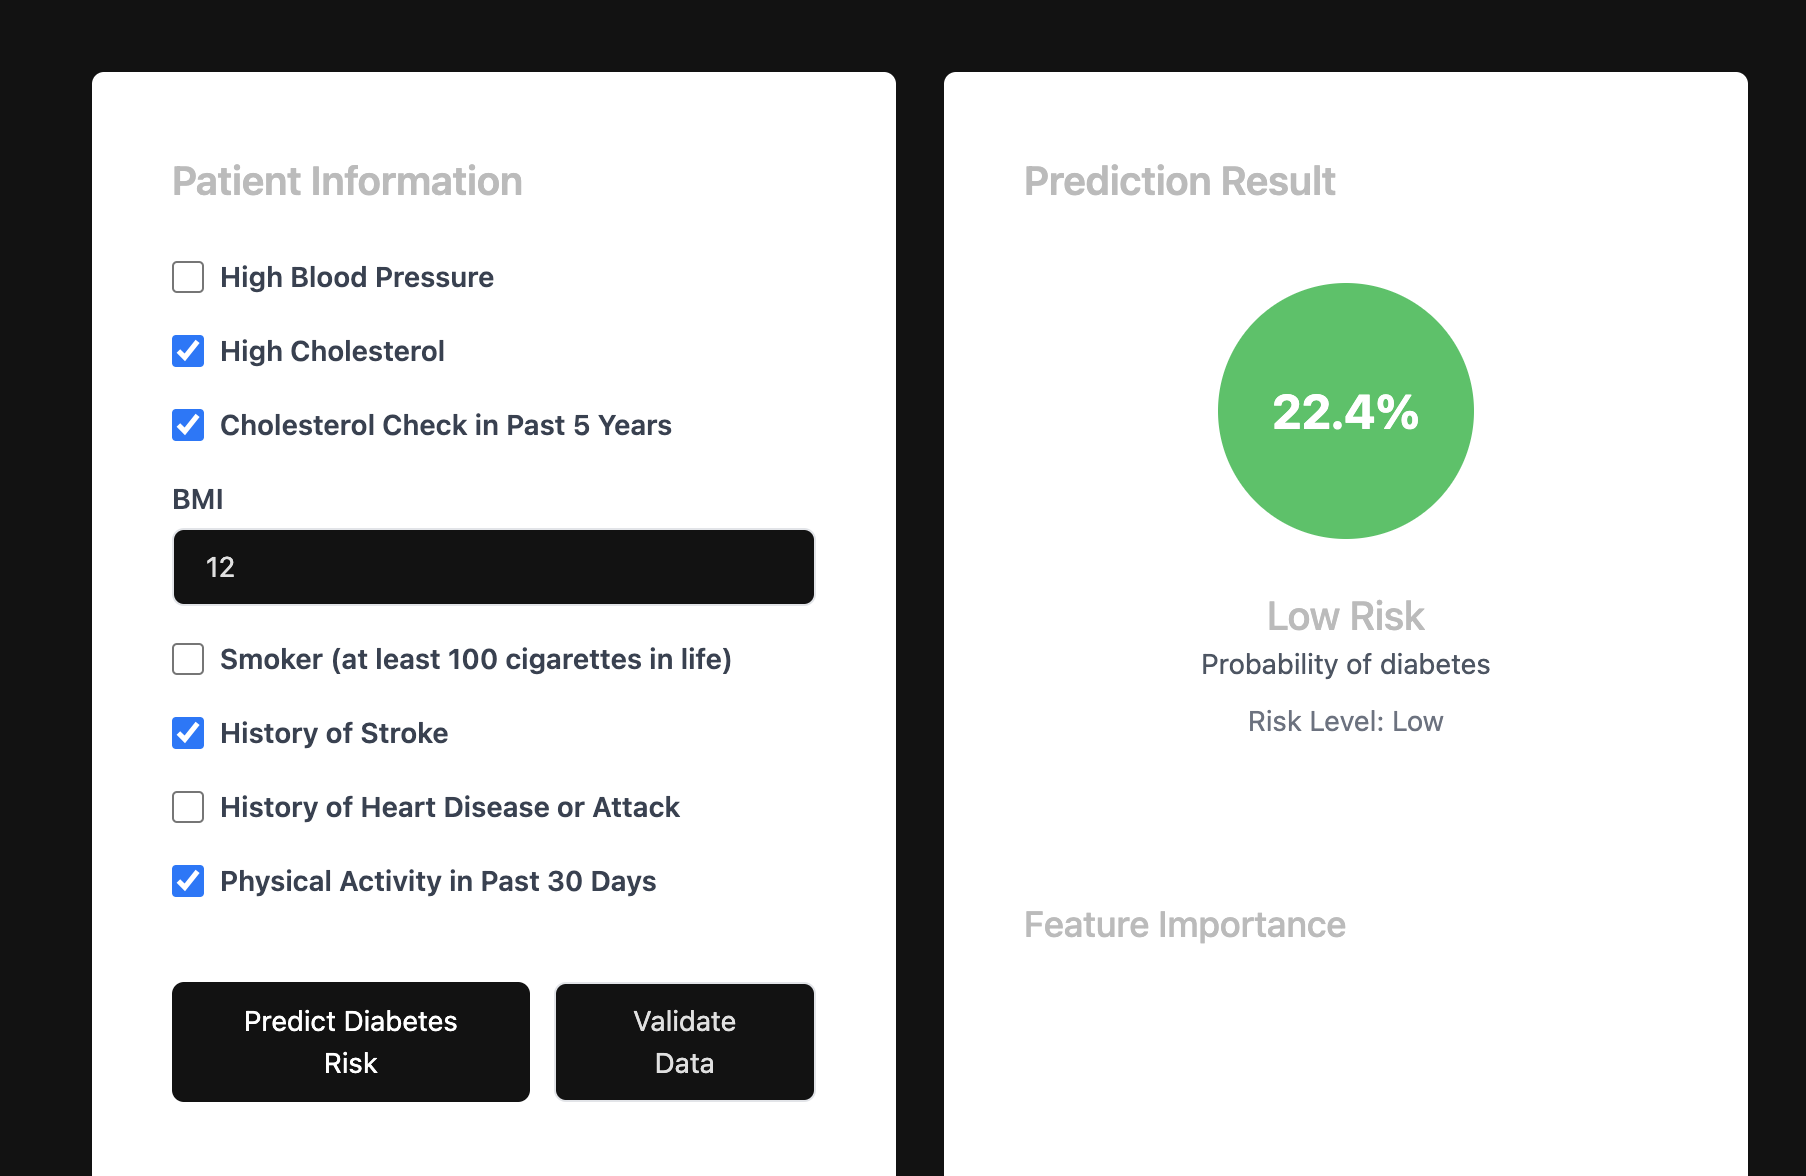 Patient Information
High Blood Pressure
High Cholesterol
Cholesterol Check in Past 5 Years
BMI
12
Smoker (at least 100 cigarettes in life)
History of Stroke
History of Heart Disease or Attack
Physical Activity in Past 30 Days
Predict Diabetes
Risk
Validate
Data
Prediction Result
22.4%
Low Risk
Probability of diabetes
Risk Level: Low
Feature Importance